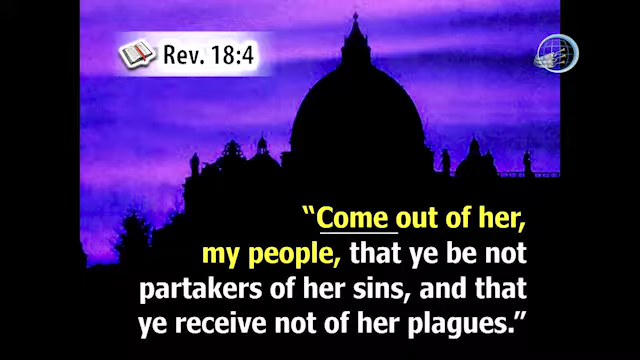 Rev. 18:4
“Come out of her,
my people, that ye be not
partakers of her sins, and that
ye receive not of her plagues.”